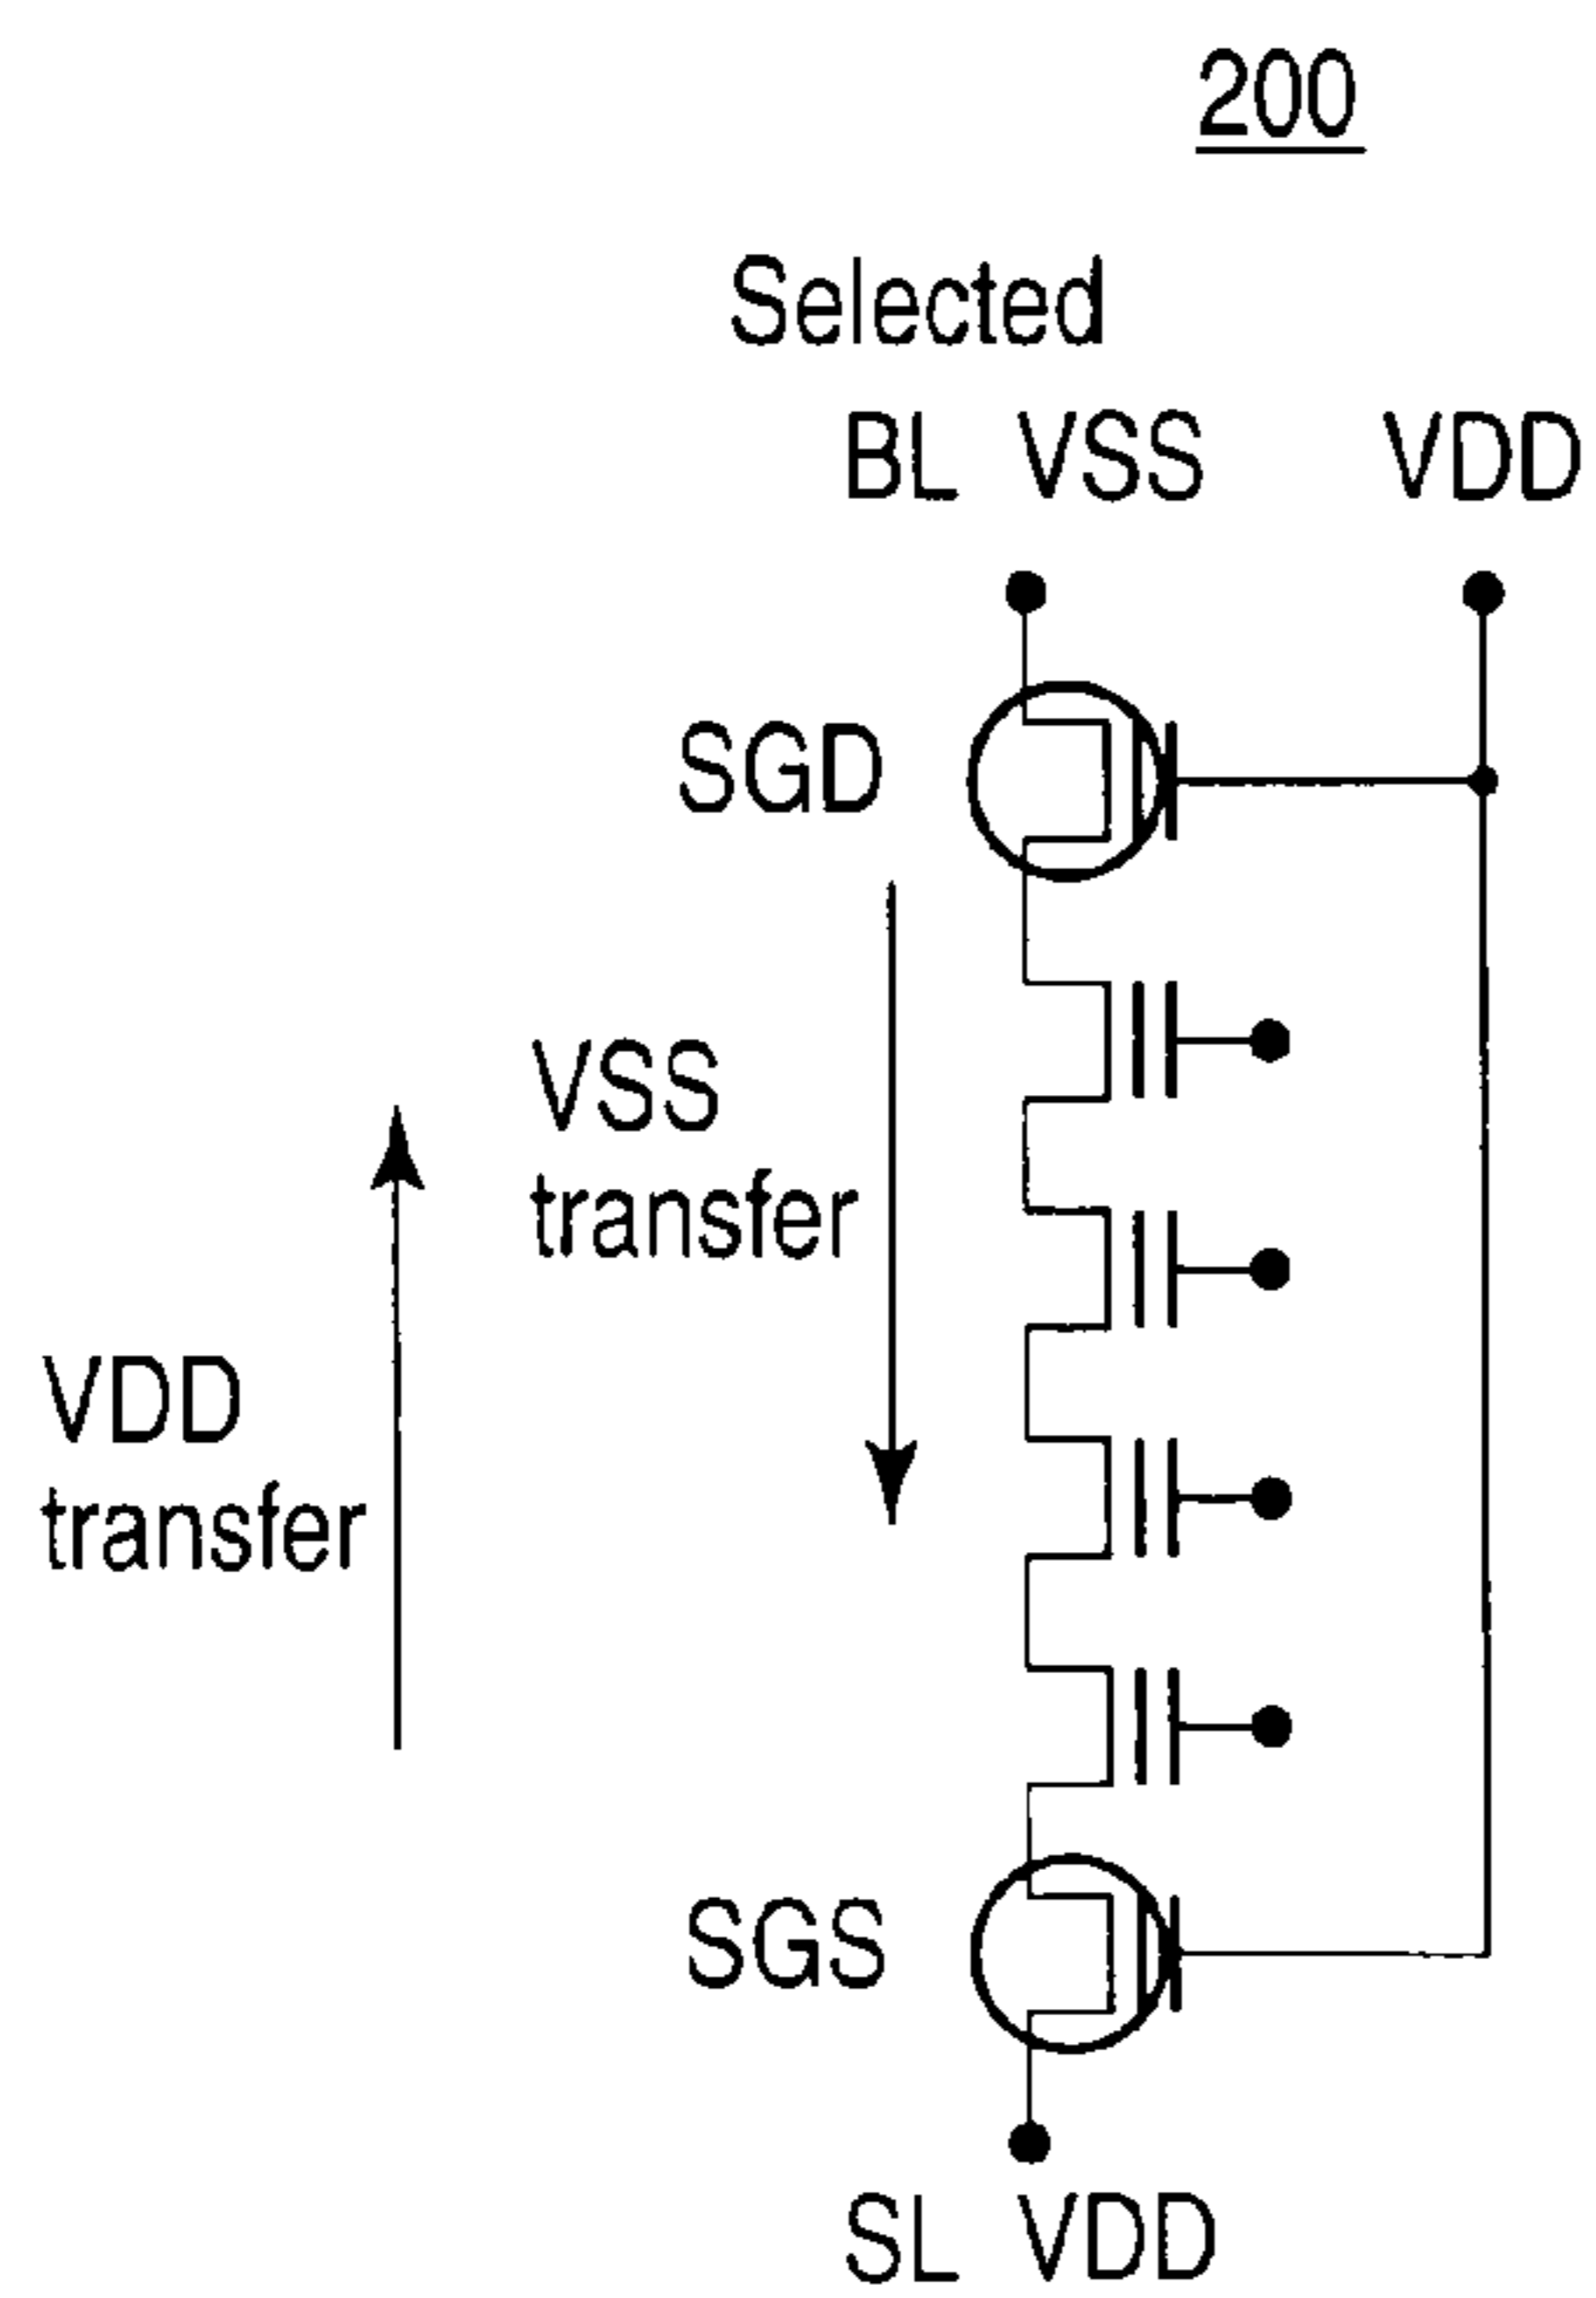 200
Selected
BL VSS VDD
SGD
VSS
transfer
VDD
transfer
SGS
SL VDD